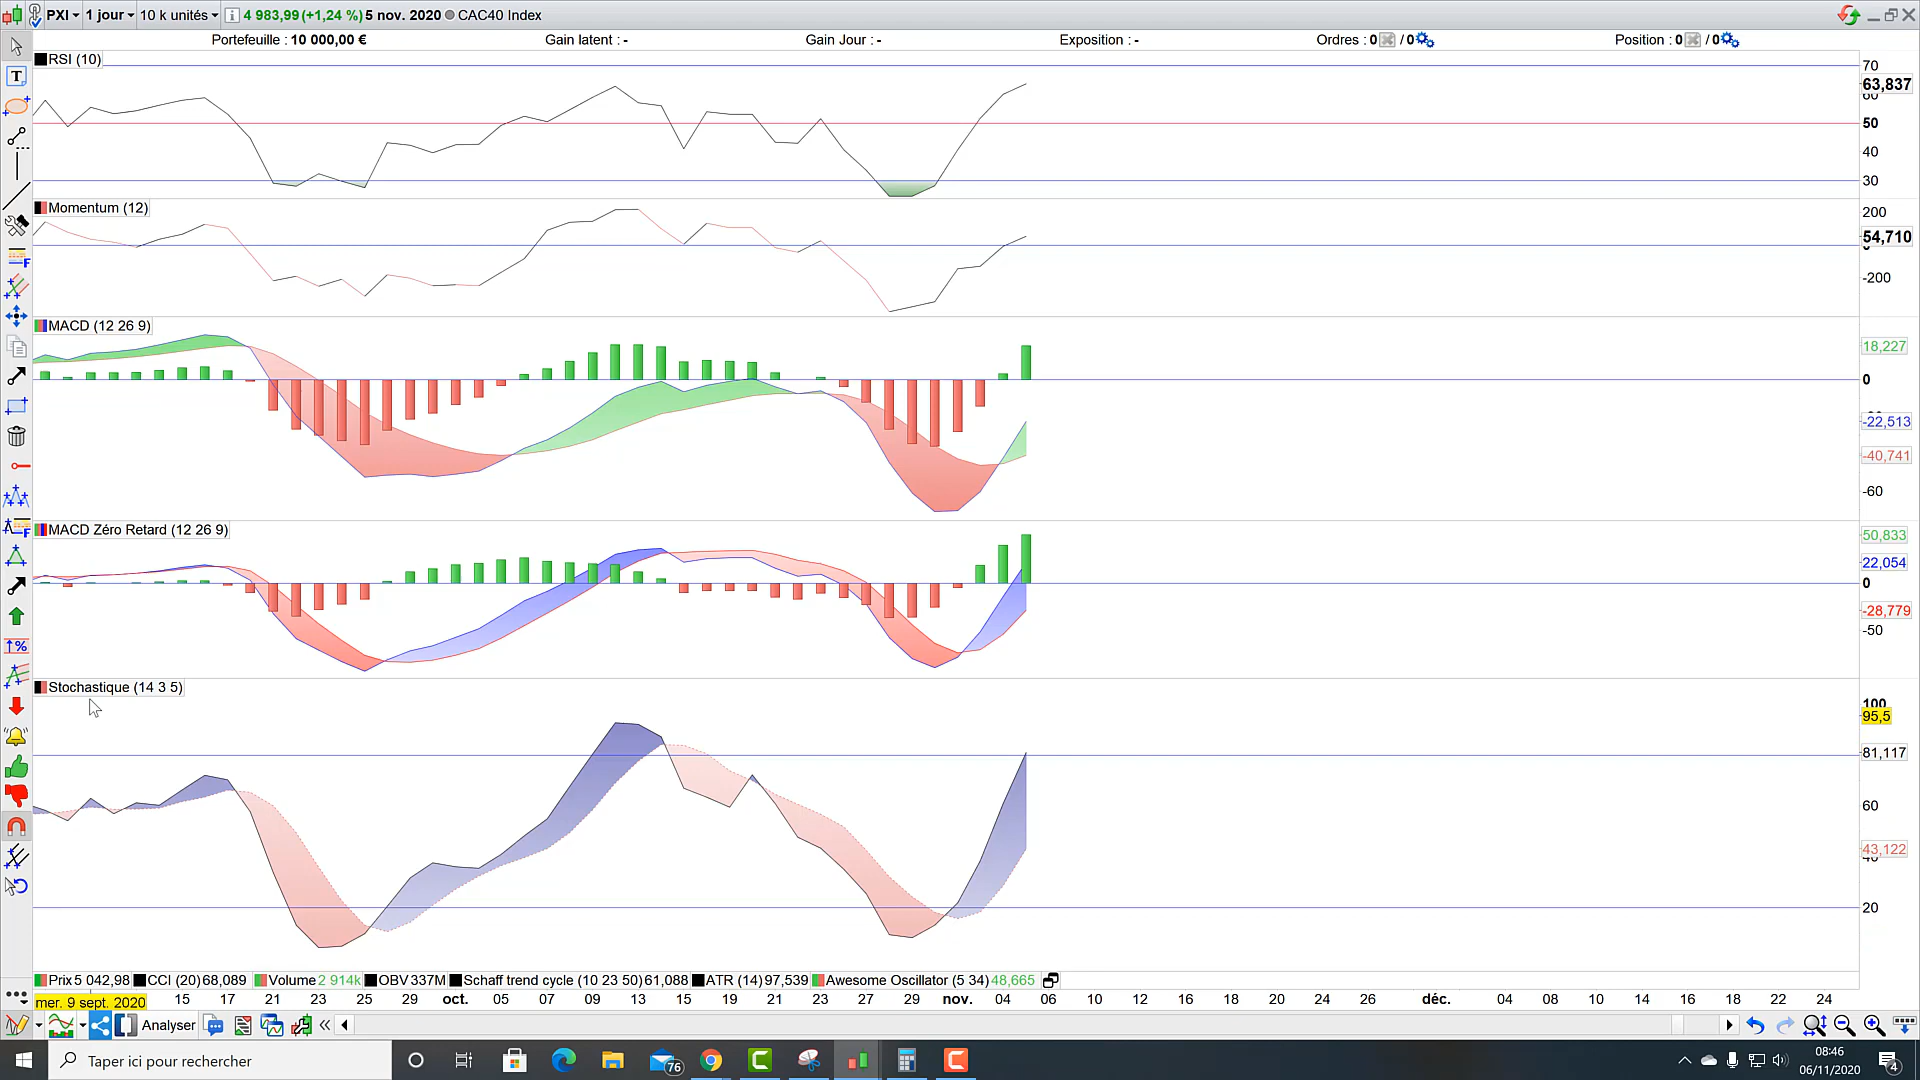 PXI 1 jour 10 k unités 4 983,99 (+1,24 %) 5 nov. 2020 CAC40 Index
Portefeuille : 10 000,00 € Gain latent : - Gain Jour : - Exposition : - Ordres : 0 / 0 Position : 0 / 0
RSI (10)
70
63,837
50
40
30
Momentum (12)
200
54,710
-200
MACD (12 26 9)
18,227
0
-22,513
-40,741
-60
MACD Zéro Retard (12 26 9)
50,833
22,054
0
-28,779
-50
Stochastique (14 3 5)
100
95,5
81,117
60
43,122
40
20
Prix 5 042,98 CCI (20) 68,089 Volume 2 914k OBV 337M Schaff trend cycle (10 23 50) 61,088 ATR (14) 97,539 Awesome Oscillator (5 34) 48,665
mer. 9 sept. 2020 15 17 21 23 25 29 oct. 05 07 09 13 15 19 21 23 27 29 nov. 04 06 10 12 16 18 20 24 26 déc. 04 08 10 14 16 18 22 24
Analyser
Taper ici pour rechercher
76
08:46
06/11/2020
4